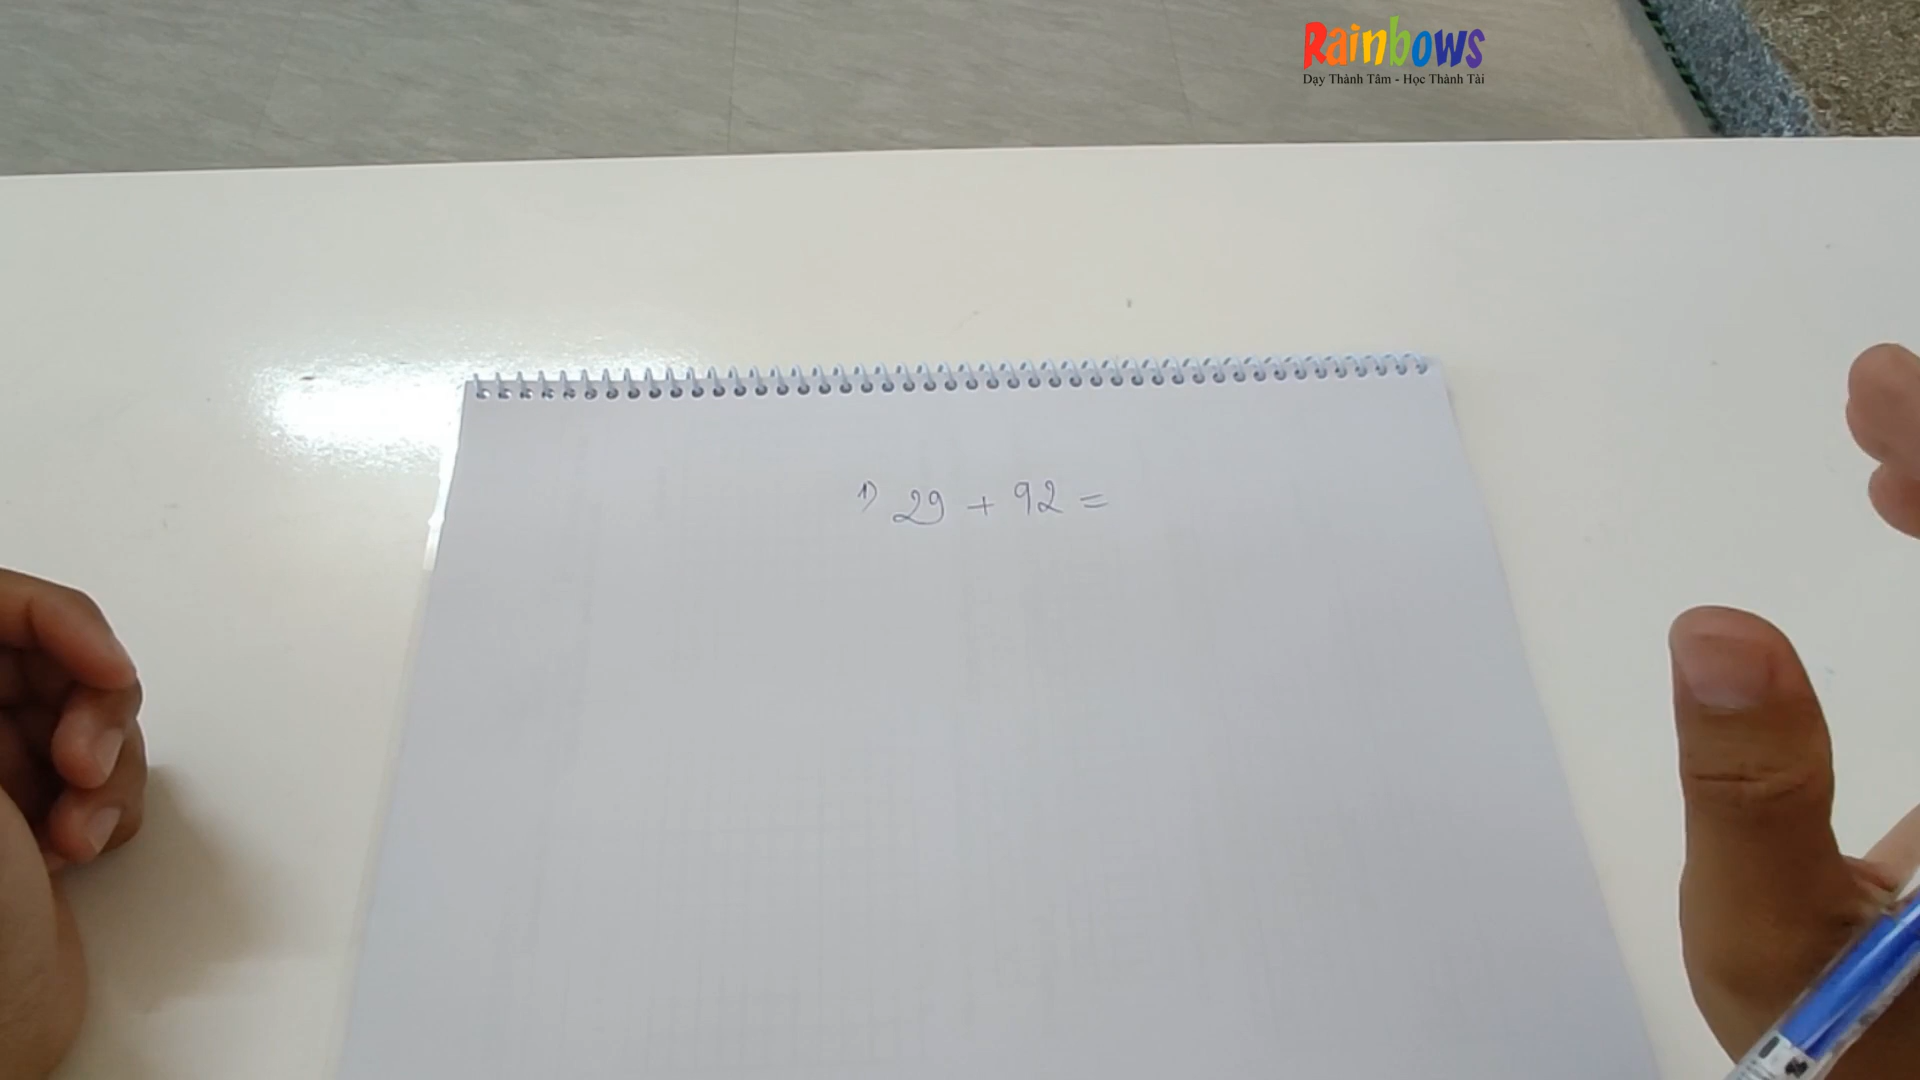 Rainbows
Dạy Thành Tâm - Học Thành Tài
1) 29 + 92 =